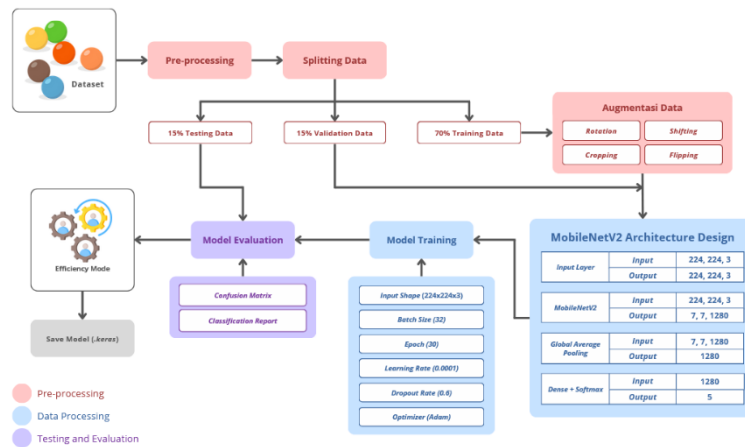 Dataset
Pre-processing
Splitting Data
15% Testing Data
15% Validation Data
70% Training Data
Augmentasi Data
Rotation
Shifting
Cropping
Flipping
Efficiency Mode
Save Model (.keras)
Model Evaluation
Confusion Matrix
Classification Report
Model Training
Input Shape (224x224x3)
Batch Size (32)
Epoch (30)
Learning Rate (0.0001)
Dropout Rate (0.6)
Optimizer (Adam)
MobileNetV2 Architecture Design
Input Layer
Input 224, 224, 3
Output 224, 224, 3
MobileNetV2
Input 224, 224, 3
Output 7, 7, 1280
Global Average
Pooling
Input 7, 7, 1280
Output 1280
Dense + Softmax
Input 1280
Output 5
Pre-processing
Data Processing
Testing and Evaluation